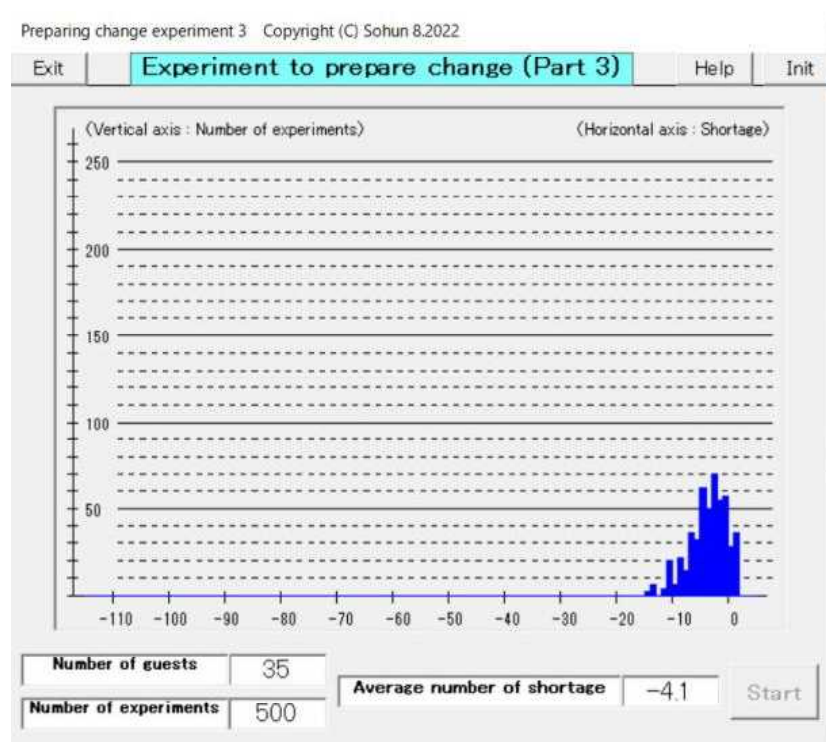 Preparing change experiment 3 Copyright (C) Sohun 8.2022
Exit Experiment to prepare change (Part 3) Help Init
(Vertical axis : Number of experiments) (Horizontal axis : Shortage)
250
200
150
100
50
-110 -100 -90 -80 -70 -60 -50 -40 -30 -20 -10 0
Number of guests 35
Average number of shortage -4.1 Start
Number of experiments 500